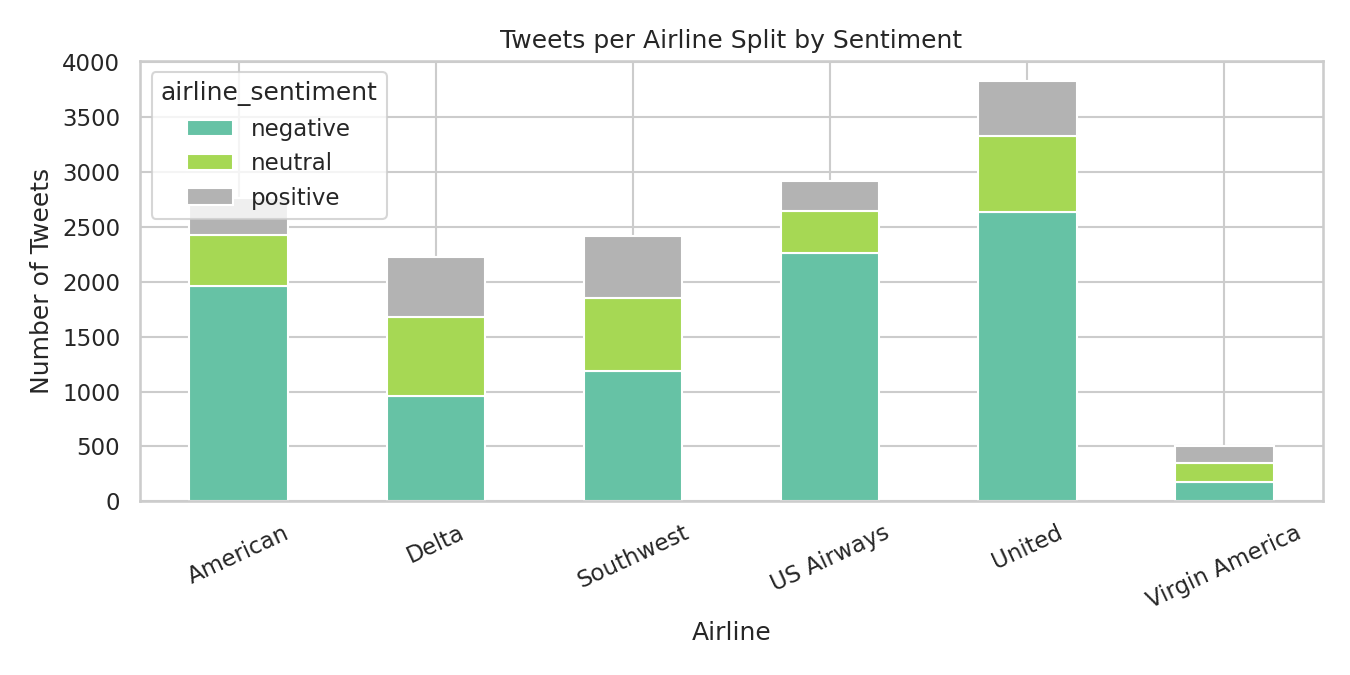 Tweets per Airline Split by Sentiment
4000
3500
3000
2500
2000
1500
1000
500
0
Number of Tweets
airline_sentiment
negative
neutral
positive
American
Delta
Southwest
US Airways
United
Virgin America
Airline